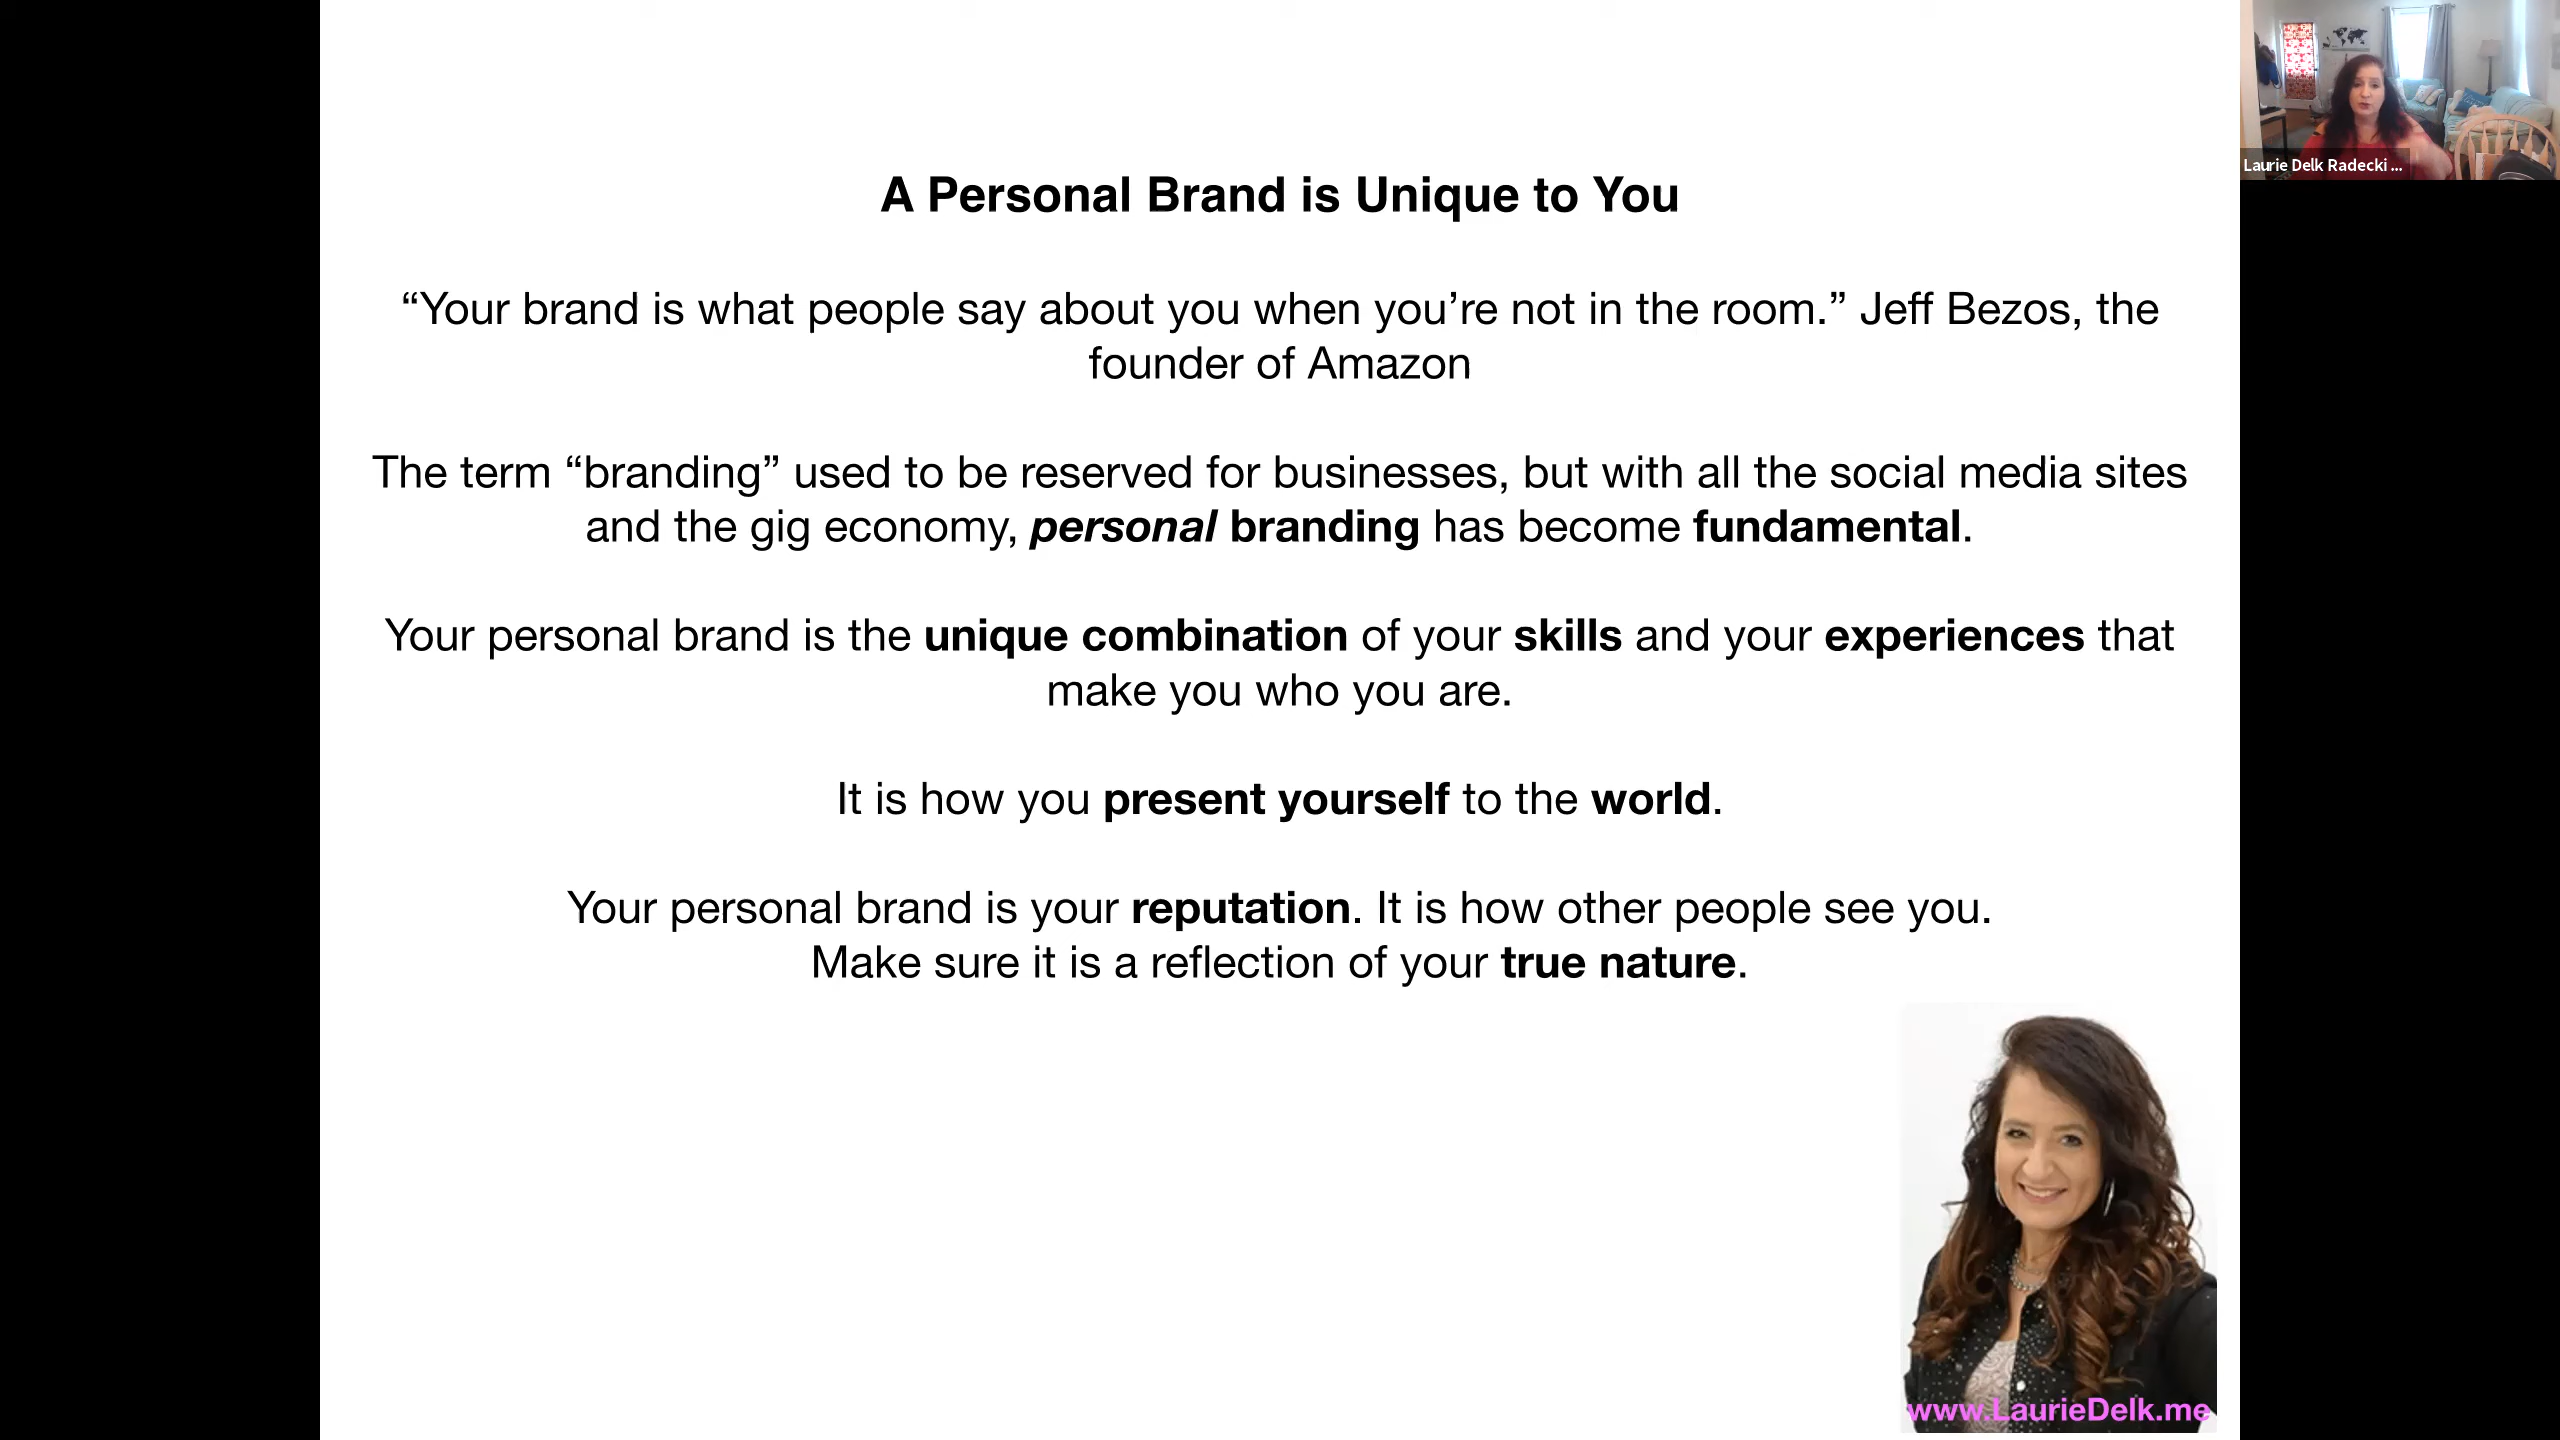 A Personal Brand is Unique to You
“Your brand is what people say about you when you’re not in the room.” Jeff Bezos, the
founder of Amazon
The term “branding” used to be reserved for businesses, but with all the social media sites
and the gig economy, personal branding has become fundamental.
Your personal brand is the unique combination of your skills and your experiences that
make you who you are.
It is how you present yourself to the world.
Your personal brand is your reputation. It is how other people see you.
Make sure it is a reflection of your true nature.
Laurie Delk Radecki ...
www.LaurieDelk.me